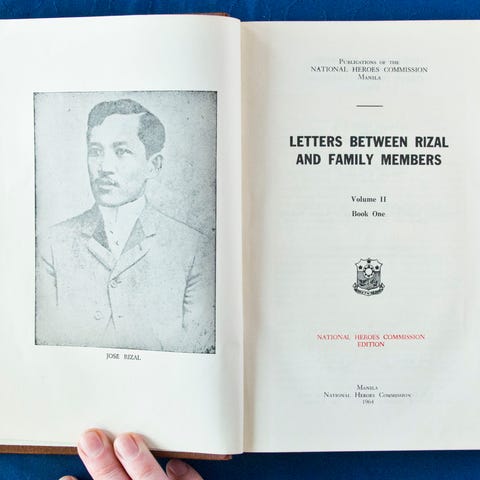 JOSE RIZAL
PUBLICATIONS OF THE
NATIONAL HEROES COMMISSION
MANILA
LETTERS BETWEEN RIZAL
AND FAMILY MEMBERS
Volume II
Book One
NATIONAL HEROES COMMISSION
EDITION
MANILA
NATIONAL HEROES COMMISSION
1964